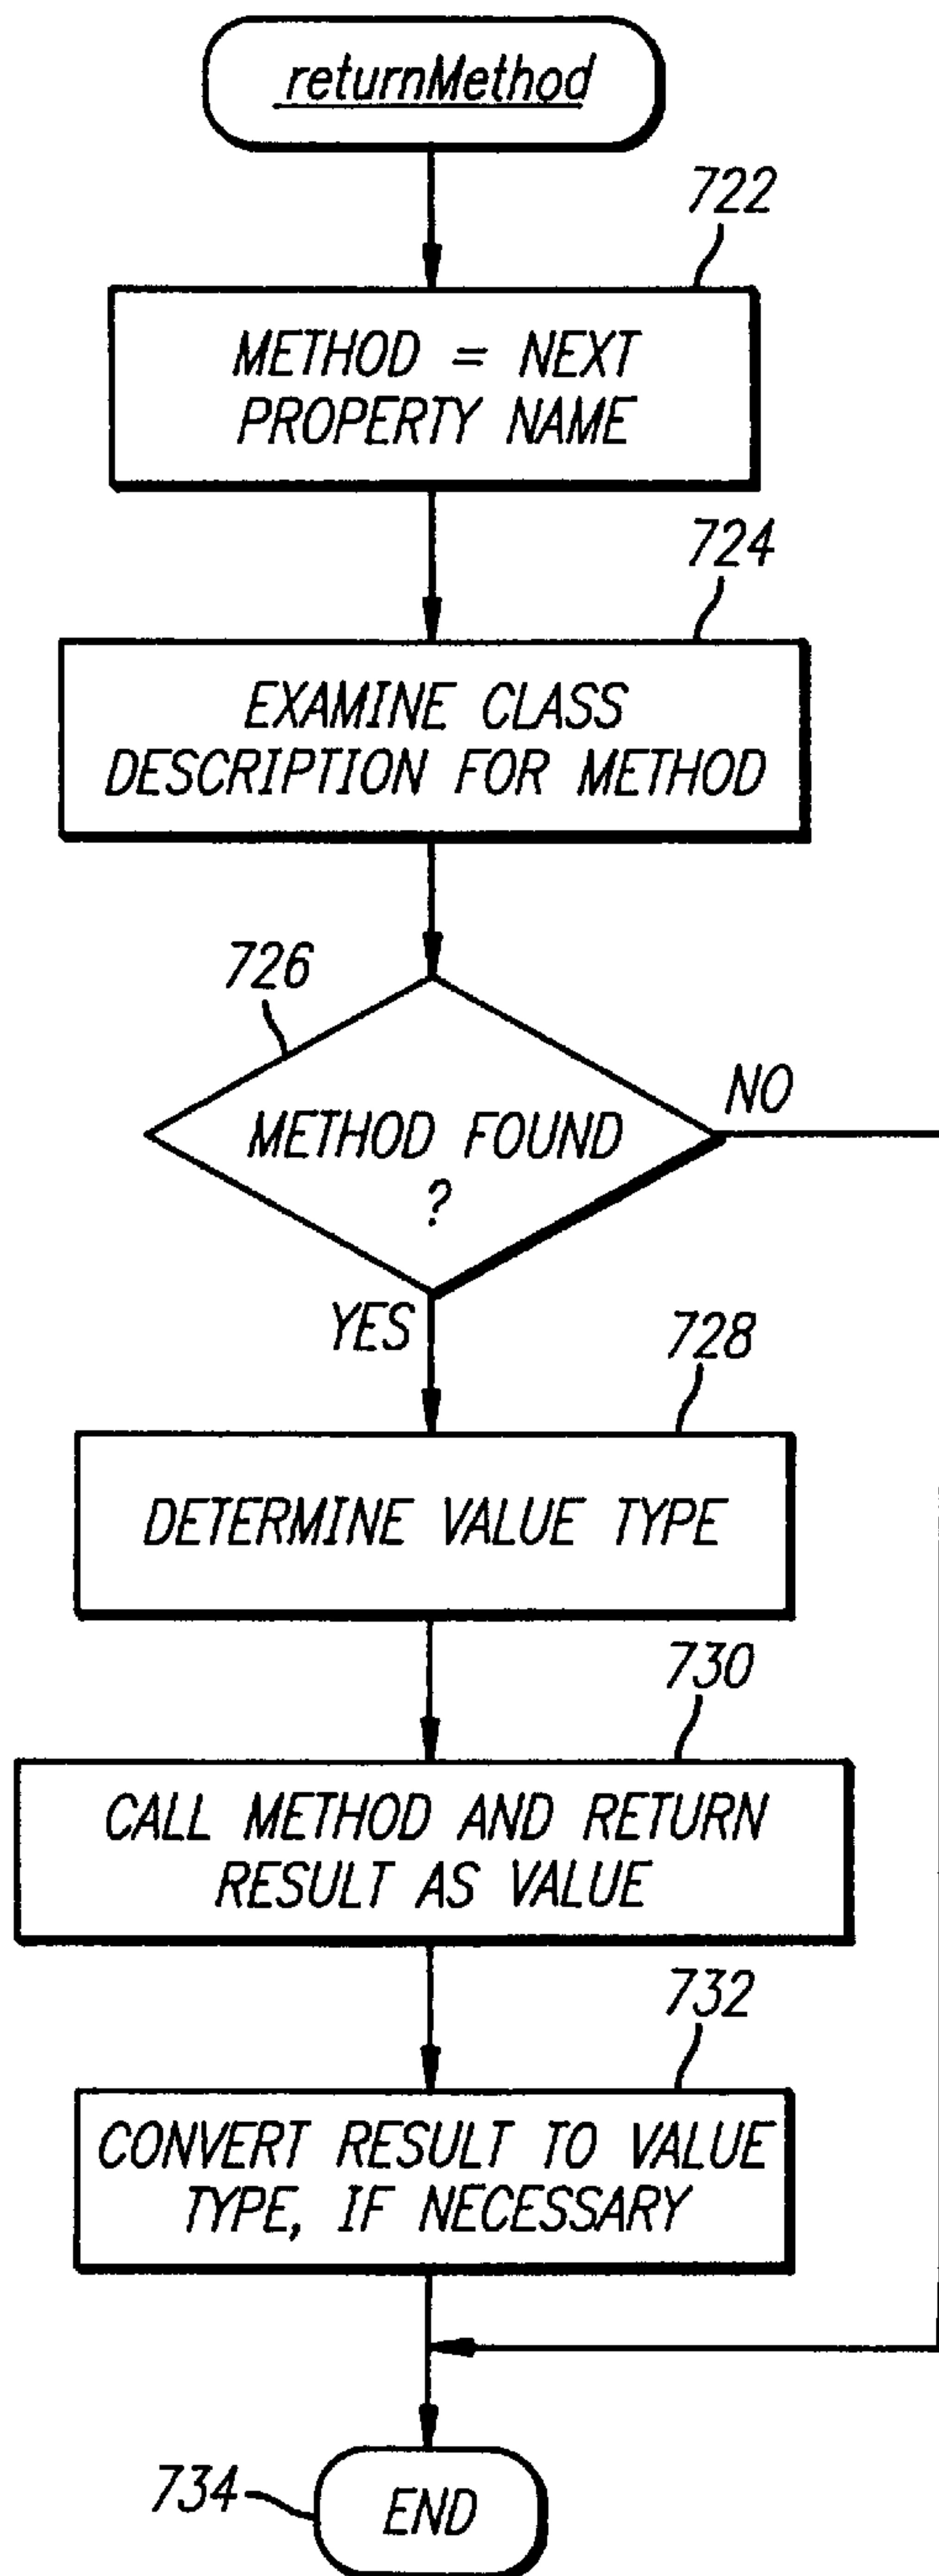 returnMethod
722
METHOD = NEXT
PROPERTY NAME
724
EXAMINE CLASS
DESCRIPTION FOR METHOD
726
METHOD FOUND
?
NO
YES
728
DETERMINE VALUE TYPE
730
CALL METHOD AND RETURN
RESULT AS VALUE
732
CONVERT RESULT TO VALUE
TYPE, IF NECESSARY
734
END